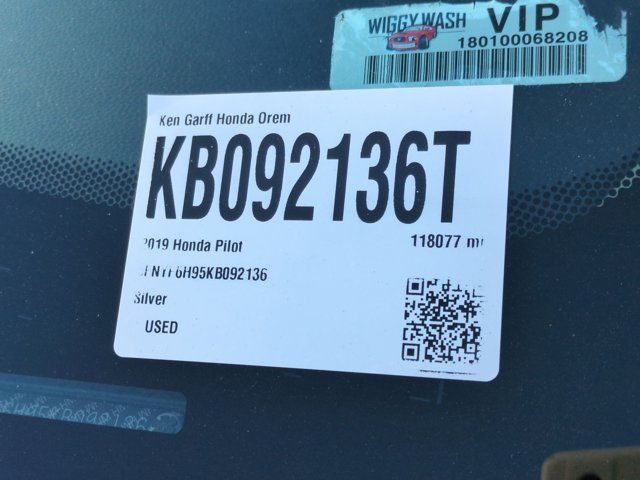 WIGGY WASH VIP
180100068208
Ken Garff Honda Orem
KB092136T
2019 Honda Pilot 118077 mi
6H95KB092136
Silver
USED